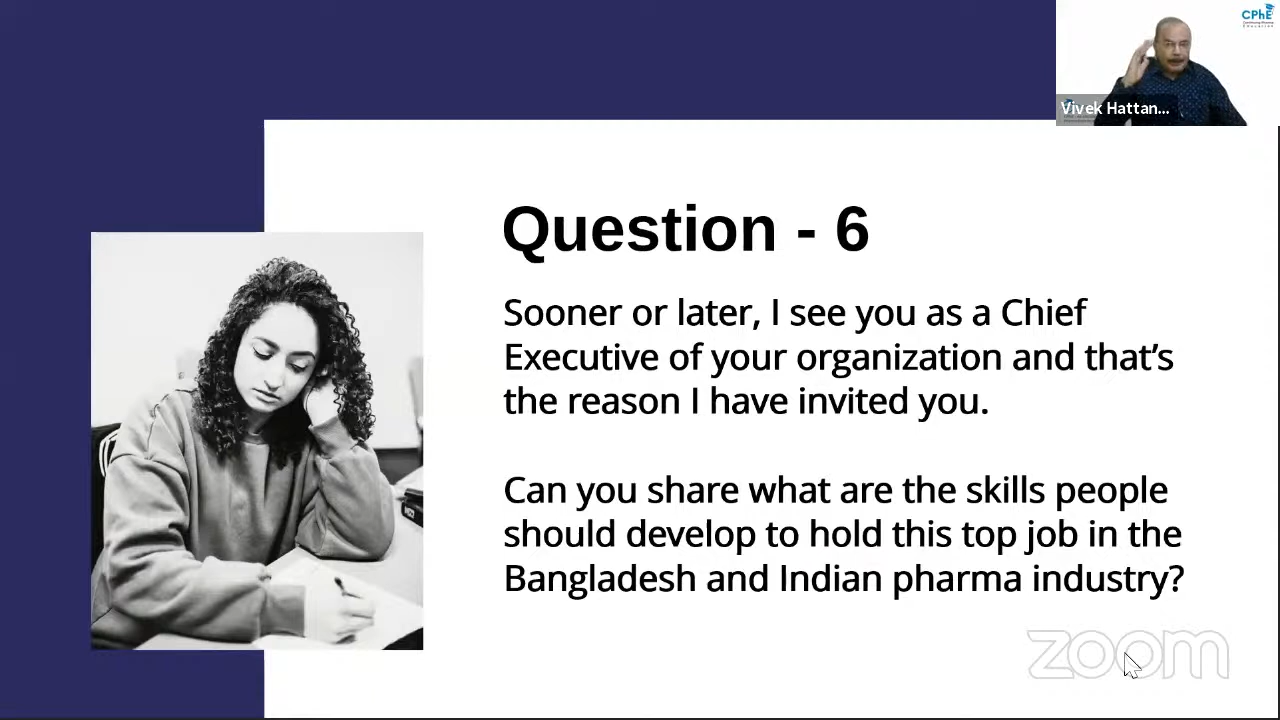 CPhE
Vivek Hattan...
Question - 6
Sooner or later, I see you as a Chief
Executive of your organization and that’s
the reason I have invited you.
Can you share what are the skills people
should develop to hold this top job in the
Bangladesh and Indian pharma industry?
zoom